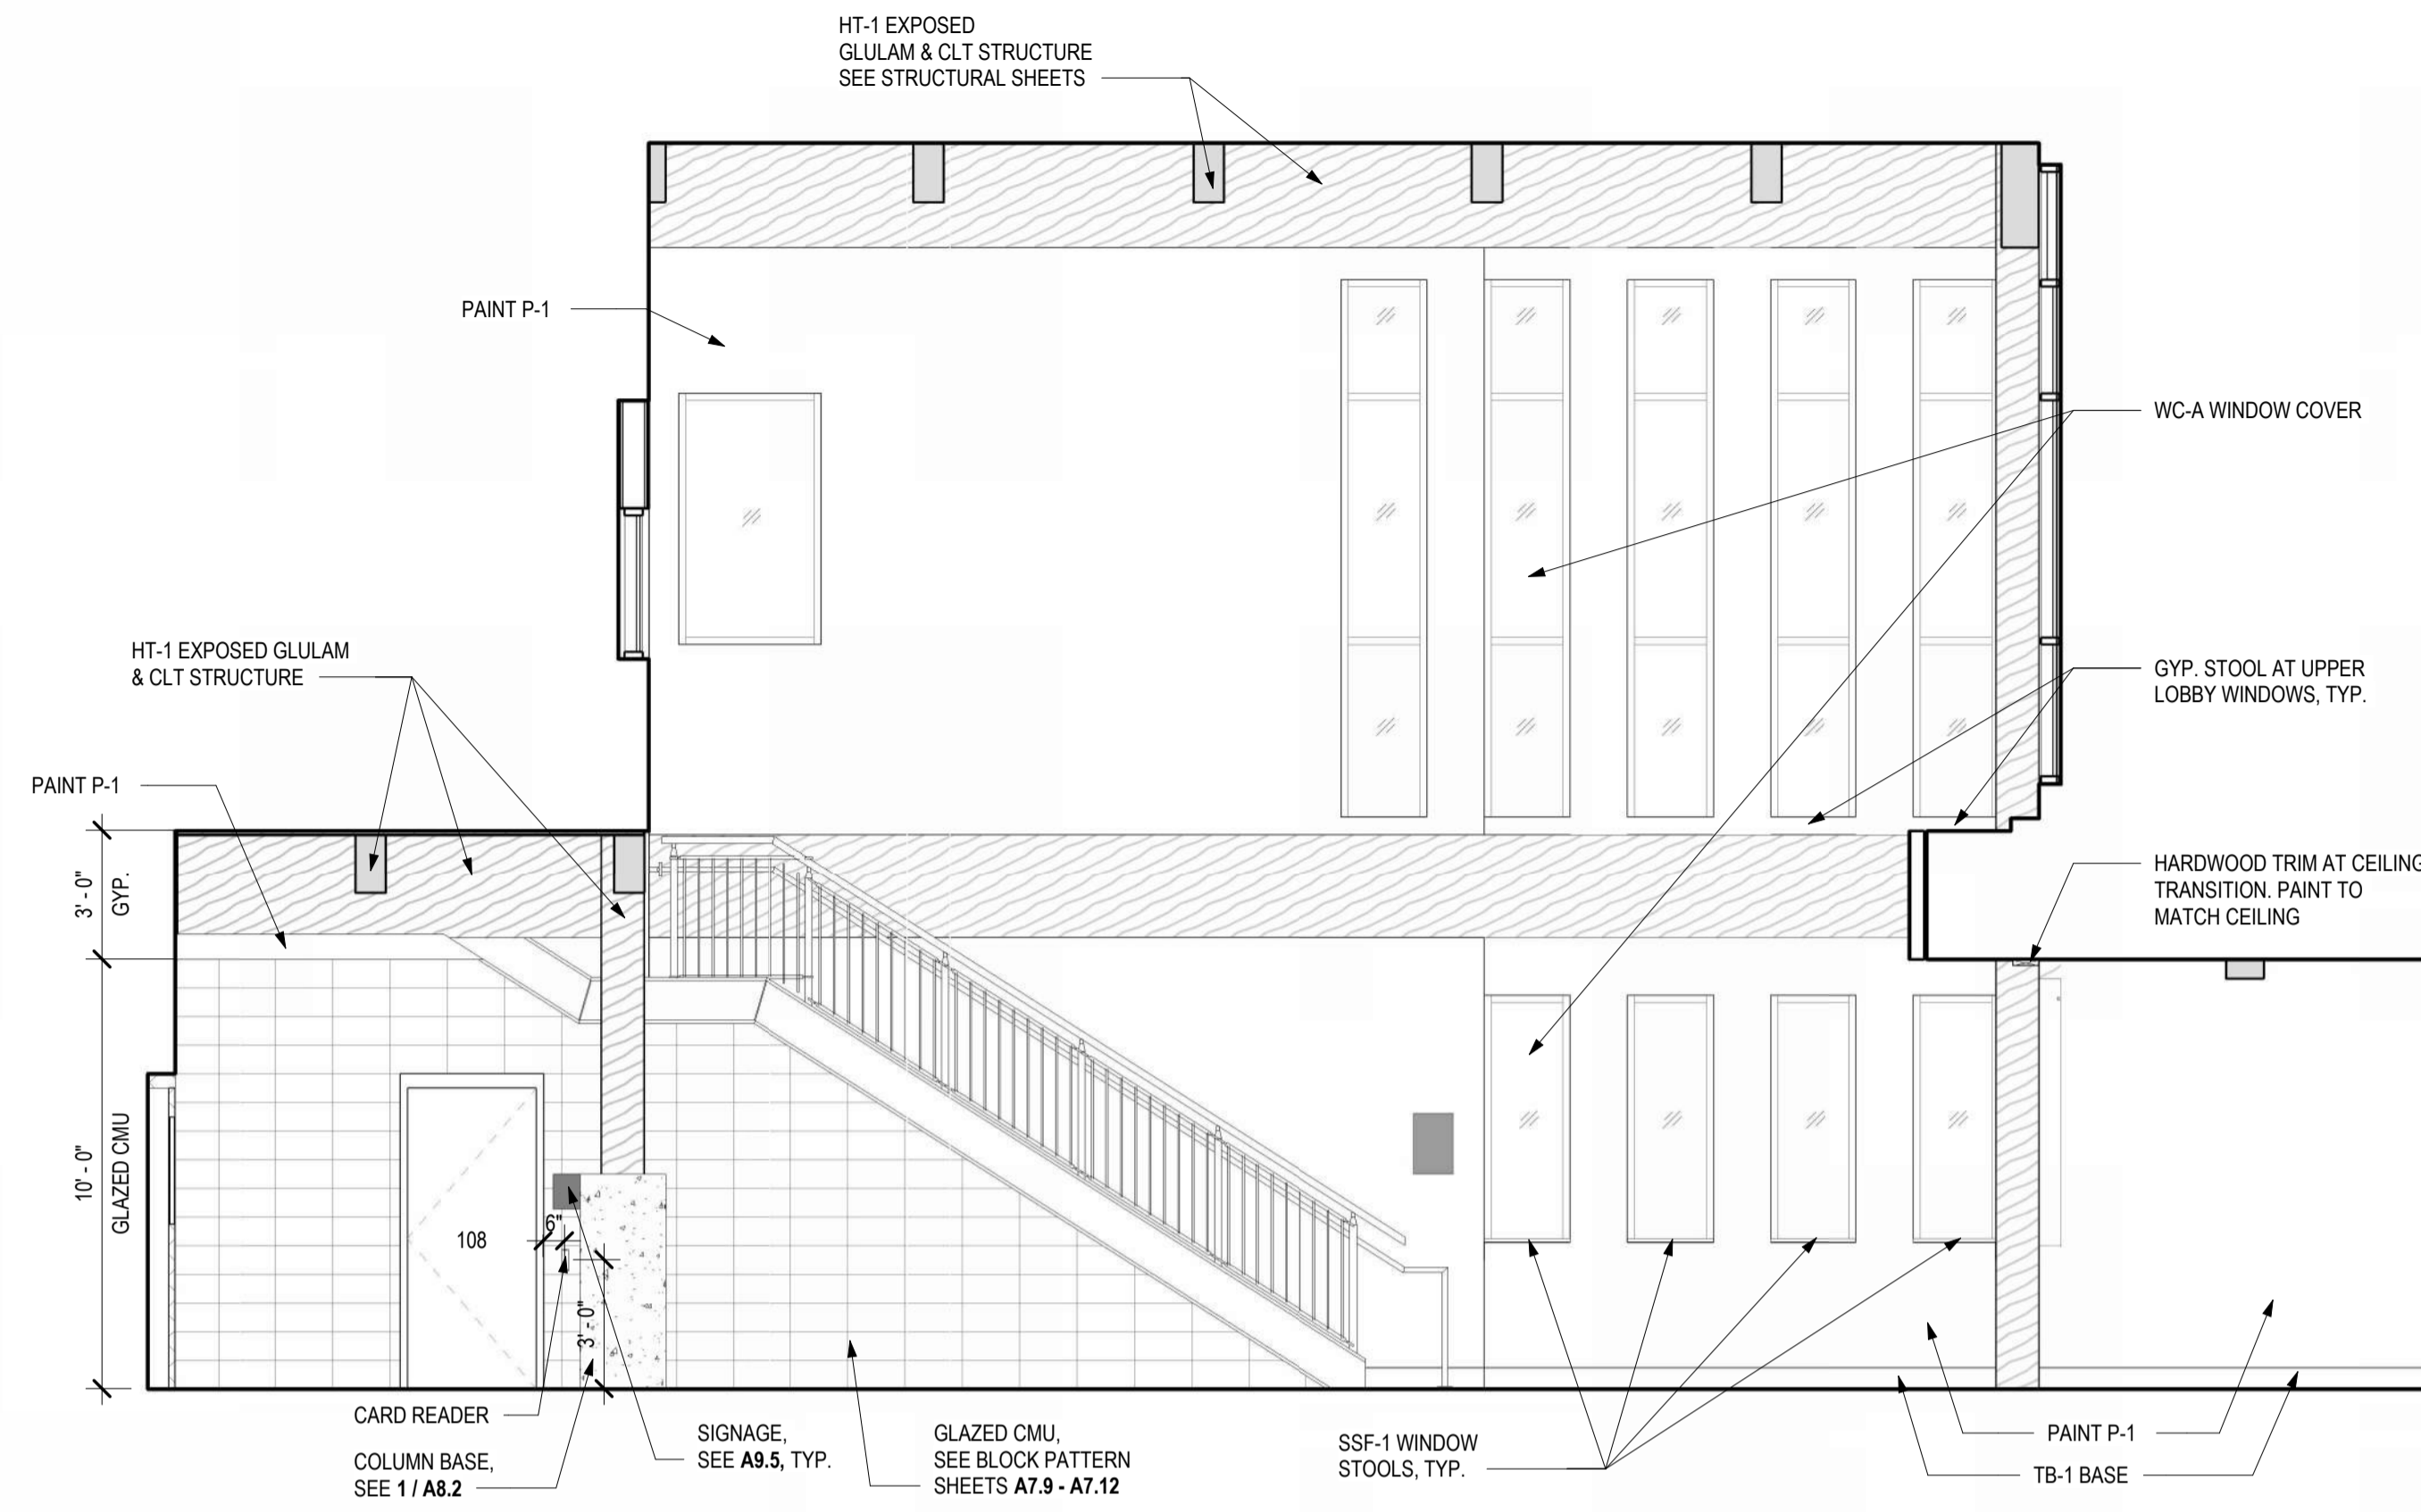 HT-1 EXPOSED
GLULAM & CLT STRUCTURE
SEE STRUCTURAL SHEETS
PAINT P-1
WC-A WINDOW COVER
HT-1 EXPOSED GLULAM
& CLT STRUCTURE
GYP. STOOL AT UPPER
LOBBY WINDOWS, TYP.
PAINT P-1
3' - 0"
GYP.
HARDWOOD TRIM AT CEILING
TRANSITION. PAINT TO
MATCH CEILING
10' - 0"
GLAZED CMU
108
6"
3' - 0"
CARD READER
COLUMN BASE,
SEE 1 / A8.2
SIGNAGE,
SEE A9.5, TYP.
GLAZED CMU,
SEE BLOCK PATTERN
SHEETS A7.9 - A7.12
SSF-1 WINDOW
STOOLS, TYP.
PAINT P-1
TB-1 BASE